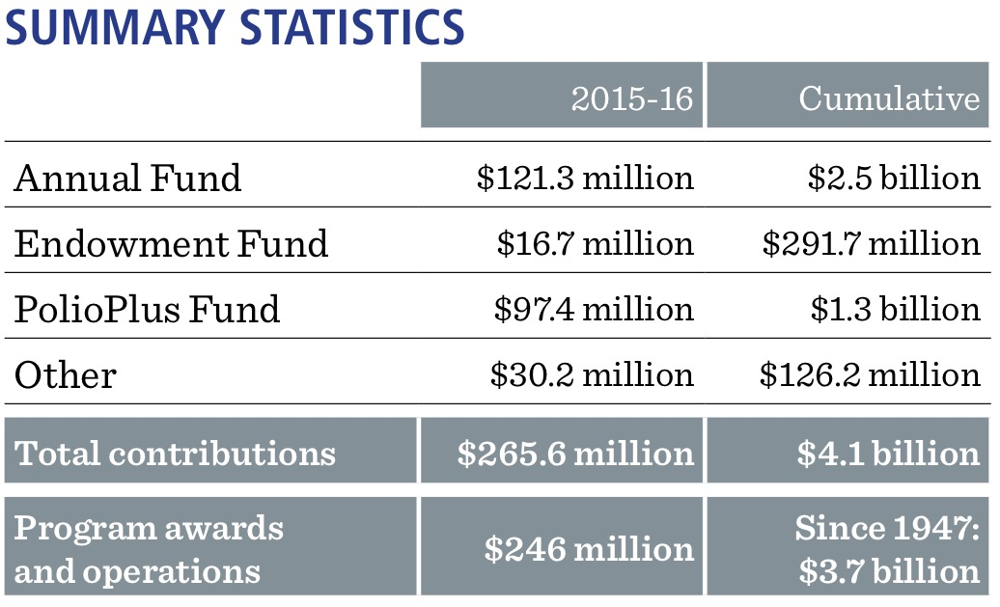 SUMMARY STATISTICS
2015-16 Cumulative
Annual Fund $121.3 million $2.5 billion
Endowment Fund $16.7 million $291.7 million
PolioPlus Fund $97.4 million $1.3 billion
Other $30.2 million $126.2 million
Total contributions $265.6 million $4.1 billion
Program awards
and operations $246 million Since 1947:
$3.7 billion